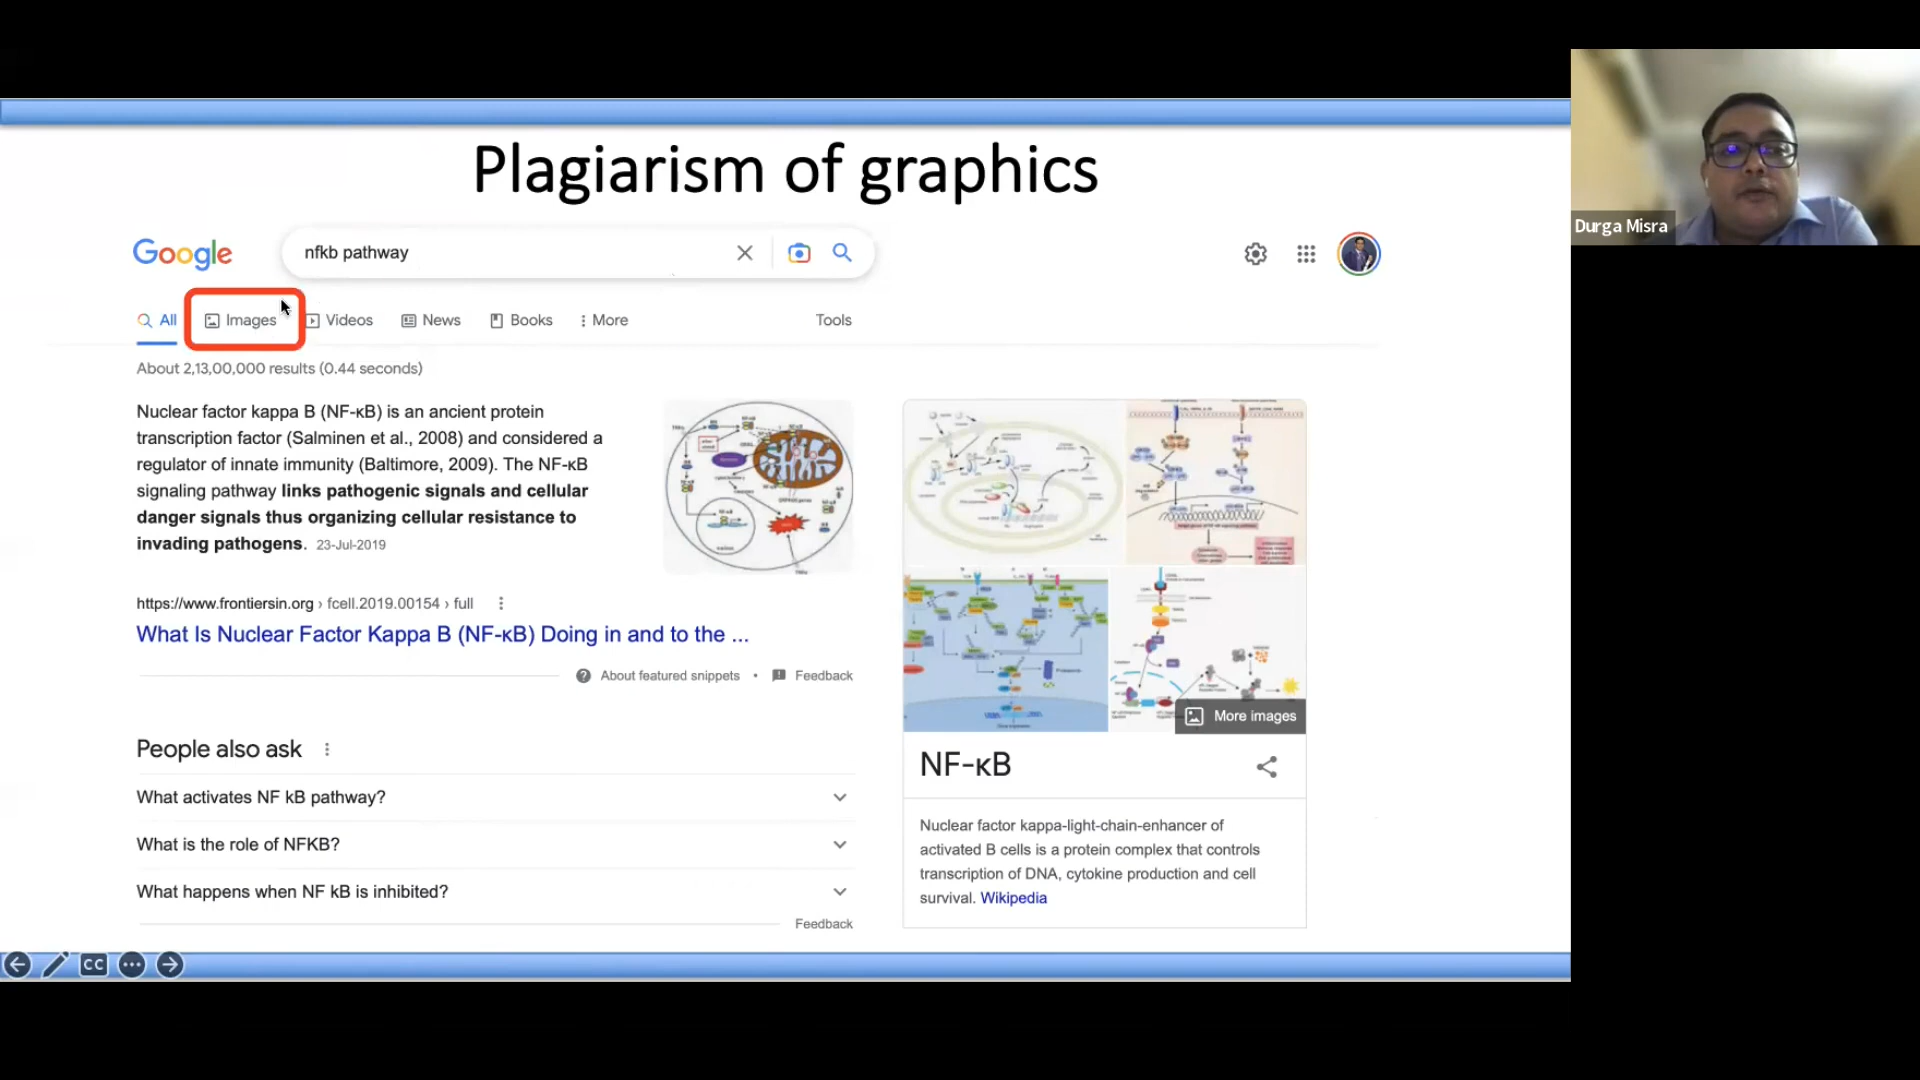 Plagiarism of graphics
Durga Misra
Google
nfkb pathway
All
Images
Videos
News
Books
More
Tools
About 2,13,00,000 results (0.44 seconds)
Nuclear factor kappa B (NF-κB) is an ancient protein
transcription factor (Salminen et al., 2008) and considered a
regulator of innate immunity (Baltimore, 2009). The NF-κB
signaling pathway links pathogenic signals and cellular
danger signals thus organizing cellular resistance to
invading pathogens. 23-Jul-2019
https://www.frontiersin.org › fcell.2019.00154 › full
What Is Nuclear Factor Kappa B (NF-κB) Doing in and to the ...
About featured snippets • Feedback
People also ask
What activates NF kB pathway?
What is the role of NFKB?
What happens when NF kB is inhibited?
Feedback
More images
NF-κB
Nuclear factor kappa-light-chain-enhancer of
activated B cells is a protein complex that controls
transcription of DNA, cytokine production and cell
survival. Wikipedia
CC